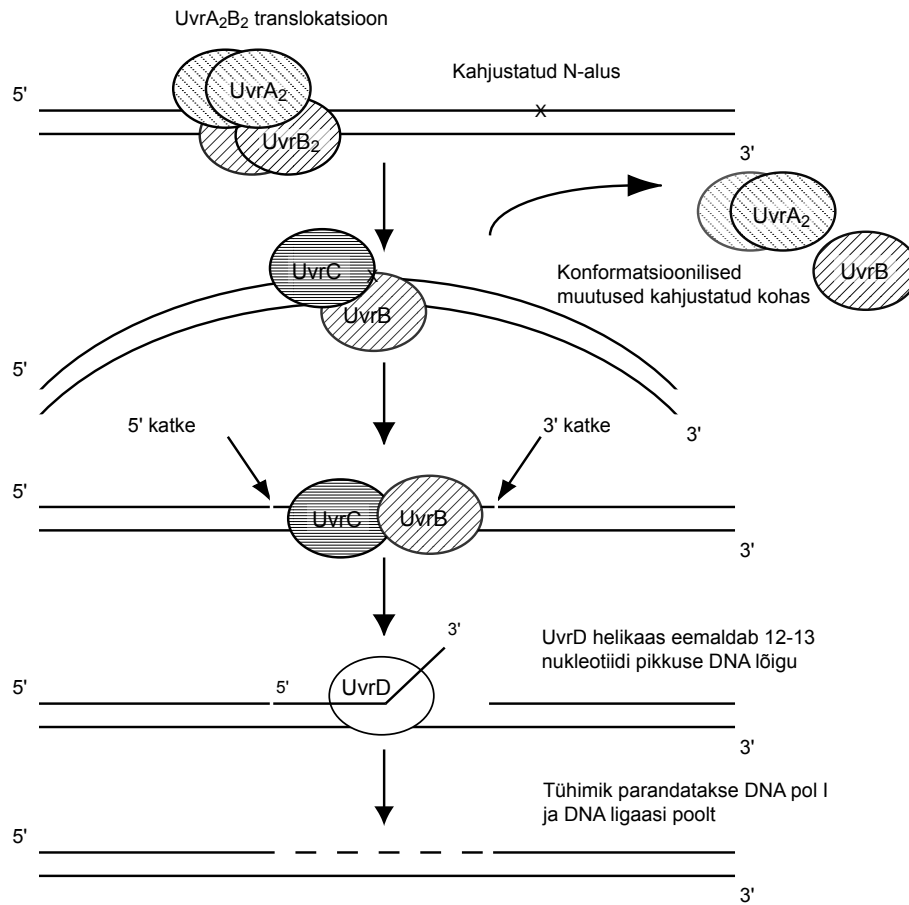 UvrA₂B₂ translokatsioon
Kahjustatud N-alus
5'
UvrA₂
x
UvrB₂
3'
UvrA₂
UvrC
x
UvrB
Konformatsioonilised
muutused kahjustatud kohas
UvrB
5'
5' katke
3' katke
3'
5'
UvrC
UvrB
3'
3'
UvrD helikaas eemaldab 12-13
nukleotiidi pikkuse DNA lõigu
5'
5'
UvrD
3'
Tühimik parandatakse DNA pol I
ja DNA ligaasi poolt
5'
3'